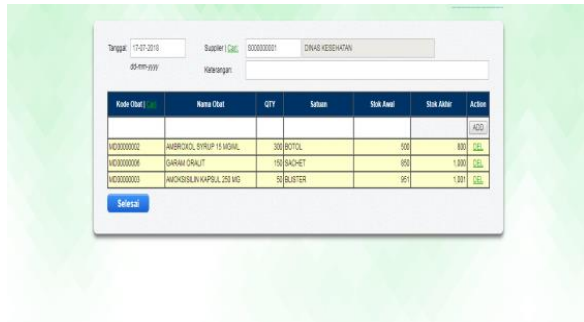 Tanggal: 17-07-2018 Supplier | Cari: S000000001 DINAS KESEHATAN
dd-mm-yyyy Keterangan:
Kode Obat | Cari Nama Obat QTY Satuan Stok Awal Stok Akhir Action
ADD
MD00000002 AMBROXOL SYRUP 15 MG/ML 300 BOTOL 500 800 DEL
MD00000006 GARAM ORALIT 150 SACHET 850 1,000 DEL
MD00000003 AMOKSISILIN KAPSUL 250 MG 50 BLISTER 951 1,001 DEL
Selesai